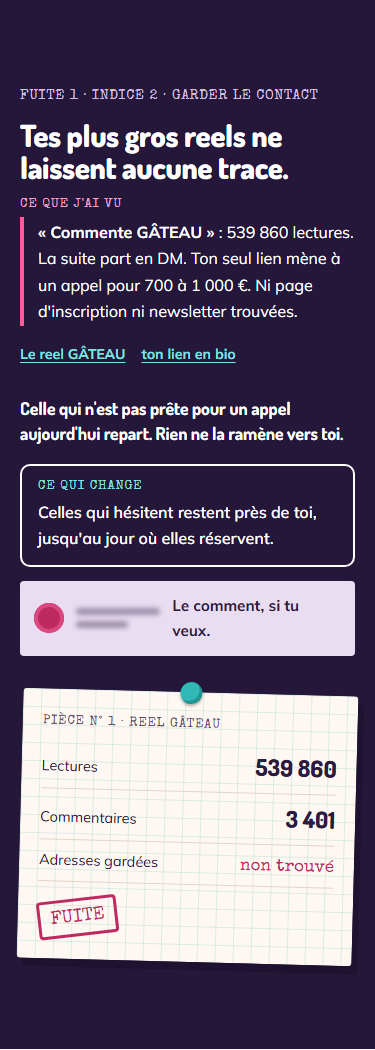 FUITE 1 · INDICE 2 · GARDER LE CONTACT
Tes plus gros reels ne
laissent aucune trace.
CE QUE J'AI VU
« Commente GÂTEAU » : 539 860 lectures.
La suite part en DM. Ton seul lien mène à
un appel pour 700 à 1 000 €. Ni page
d'inscription ni newsletter trouvées.
Le reel GÂTEAU ton lien en bio
Celle qui n'est pas prête pour un appel
aujourd'hui repart. Rien ne la ramène vers toi.
CE QUI CHANGE
Celles qui hésitent restent près de toi,
jusqu'au jour où elles réservent.
Le comment, si tu
veux.
PIÈCE N° 1 · REEL GÂTEAU
Lectures 539 860
Commentaires 3 401
Adresses gardées non trouvé
FUITE